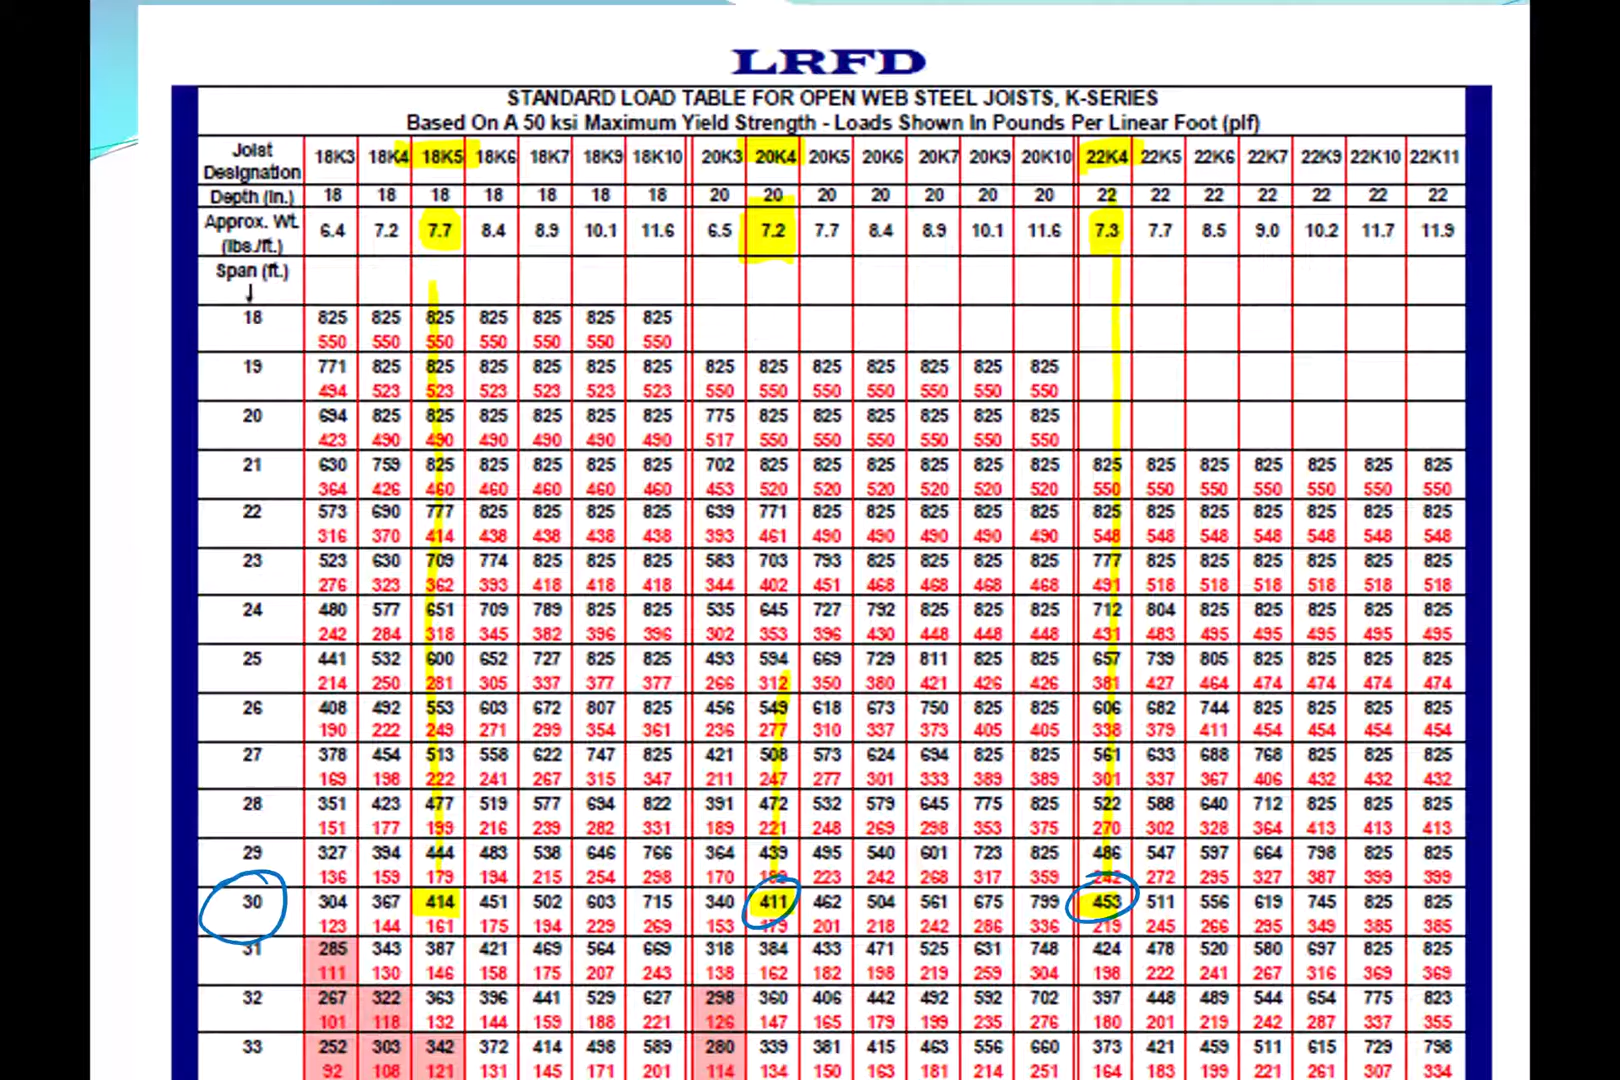 LRFD
STANDARD LOAD TABLE FOR OPEN WEB STEEL JOISTS, K-SERIES
Based On A 50 ksi Maximum Yield Strength - Loads Shown In Pounds Per Linear Foot (plf)
Joist Designation 18K3 18K4 18K5 18K6 18K7 18K9 18K10 20K3 20K4 20K5 20K6 20K7 20K9 20K10 22K4 22K5 22K6 22K7 22K9 22K10 22K11
Depth (In.) 18 18 18 18 18 18 18 20 20 20 20 20 20 20 22 22 22 22 22 22 22
Approx. Wt. (lbs./ft.) 6.4 7.2 7.7 8.4 8.9 10.1 11.6 6.5 7.2 7.7 8.4 8.9 10.1 11.6 7.3 7.7 8.5 9.0 10.2 11.7 11.9
Span (ft.)
↓
18 825 825 825 825 825 825 825
550 550 550 550 550 550 550
19 771 825 825 825 825 825 825 825 825 825 825 825 825 825
494 523 523 523 523 523 523 550 550 550 550 550 550 550
20 694 825 825 825 825 825 825 775 825 825 825 825 825 825
423 490 490 490 490 490 490 517 550 550 550 550 550 550
21 630 759 825 825 825 825 825 702 825 825 825 825 825 825 825 825 825 825 825 825 825
364 426 460 460 460 460 460 453 520 520 520 520 520 520 550 550 550 550 550 550 550
22 573 690 777 825 825 825 825 639 771 825 825 825 825 825 825 825 825 825 825 825 825
316 370 414 438 438 438 438 393 461 490 490 490 490 490 548 548 548 548 548 548 548
23 523 630 709 774 825 825 825 583 703 793 825 825 825 825 777 825 825 825 825 825 825
276 323 362 393 418 418 418 344 402 451 468 468 468 468 491 518 518 518 518 518 518
24 480 577 651 709 789 825 825 535 645 727 792 825 825 825 712 804 825 825 825 825 825
242 284 318 345 382 396 396 302 353 396 430 448 448 448 431 483 495 495 495 495 495
25 441 532 600 652 727 825 825 493 594 669 729 811 825 825 657 739 805 825 825 825 825
214 250 281 305 337 377 377 266 312 350 380 421 426 426 381 427 464 474 474 474 474
26 408 492 553 603 672 807 825 456 549 618 673 750 825 825 606 682 744 825 825 825 825
190 222 249 271 299 354 361 236 277 310 337 373 405 405 338 379 411 454 454 454 454
27 378 454 513 558 622 747 825 421 508 573 624 694 825 825 561 633 688 768 825 825 825
169 198 222 241 267 315 347 211 247 277 301 333 389 389 301 337 367 406 432 432 432
28 351 423 477 519 577 694 822 391 472 532 579 645 775 825 522 588 640 712 825 825 825
151 177 199 216 239 282 331 189 221 248 269 298 353 375 270 302 328 364 413 413 413
29 327 394 444 483 538 646 766 364 439 495 540 601 723 825 486 547 597 664 798 825 825
136 159 179 194 215 254 298 170 223 242 268 317 359 242 272 295 327 387 399 399
30 304 367 414 451 502 603 715 340 411 462 504 561 675 799 453 511 556 619 745 825 825
123 144 161 175 194 229 269 153 179 201 218 242 286 336 219 245 266 295 349 385 385
31 285 343 387 421 469 564 669 318 384 433 471 525 631 748 424 478 520 580 697 825 825
111 130 146 158 175 207 243 138 162 182 198 219 259 304 198 222 241 267 316 369 369
32 267 322 363 396 441 529 627 298 360 406 442 492 592 702 397 448 489 544 654 775 823
101 118 132 144 159 188 221 126 147 165 179 199 235 276 180 201 219 242 287 337 355
33 252 303 342 372 414 498 589 280 339 381 415 463 556 660 373 421 459 511 615 729 798
92 108 121 131 145 171 201 114 134 150 163 181 214 251 164 183 199 221 261 307 334